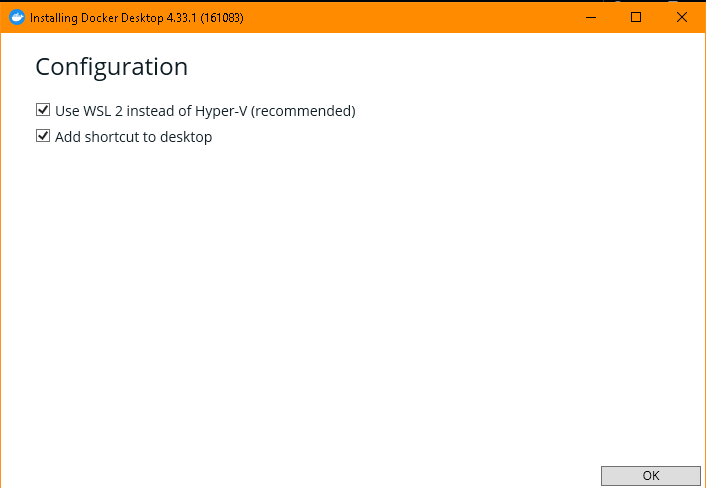 Installing Docker Desktop 4.33.1 (161083)
Configuration
Use WSL 2 instead of Hyper-V (recommended)
Add shortcut to desktop
OK